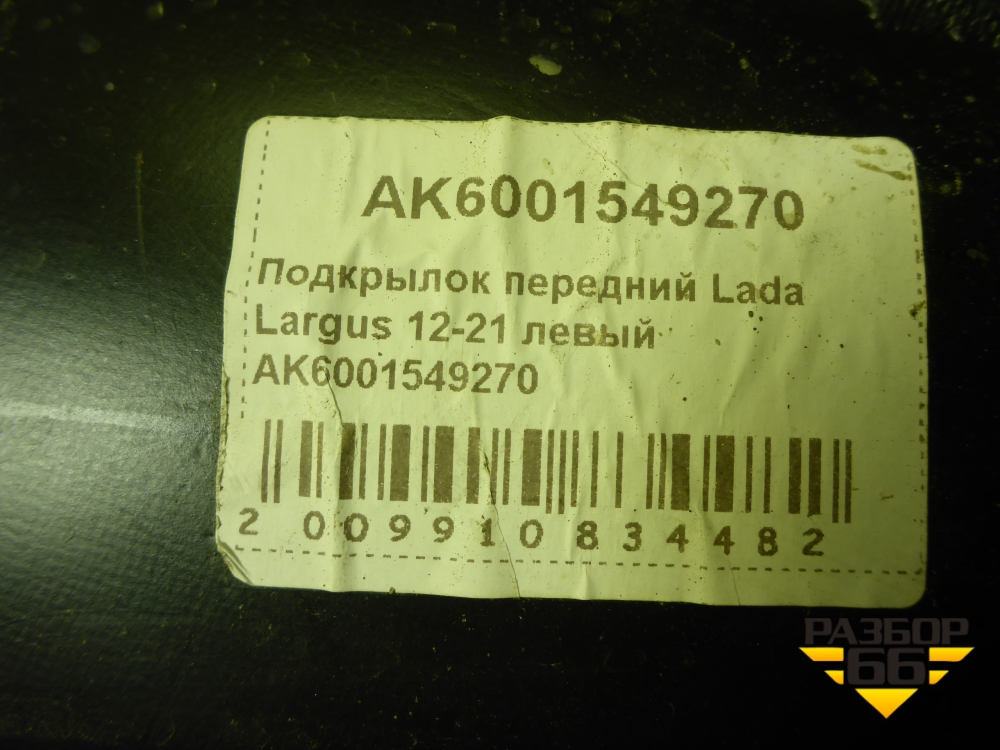 AK6001549270
Подкрылок передний Lada
Largus 12-21 левый
AK6001549270
2 009910 834482
РАЗБОР
66